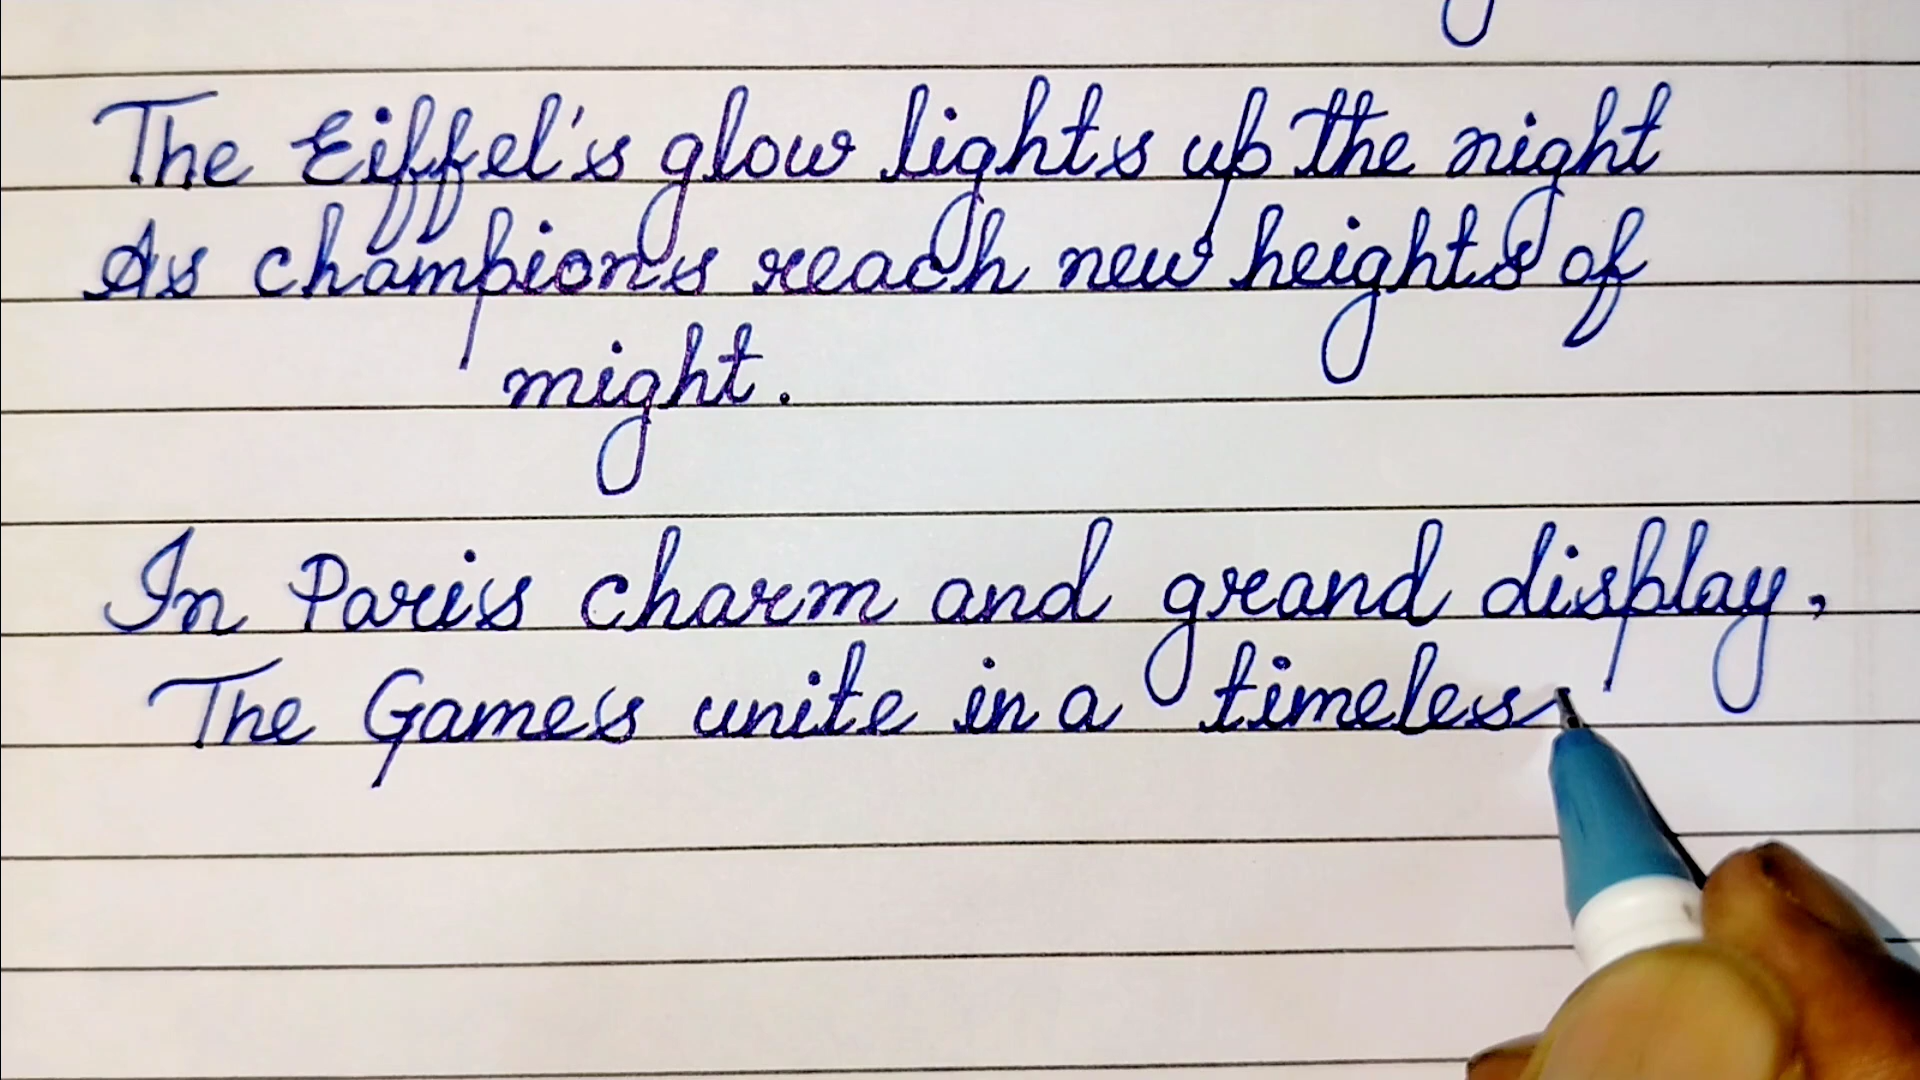 The Eiffel's glow lights up the night
As champions reach new heights of
might.
In Paris charm and grand display,
The Games unite in a timeles